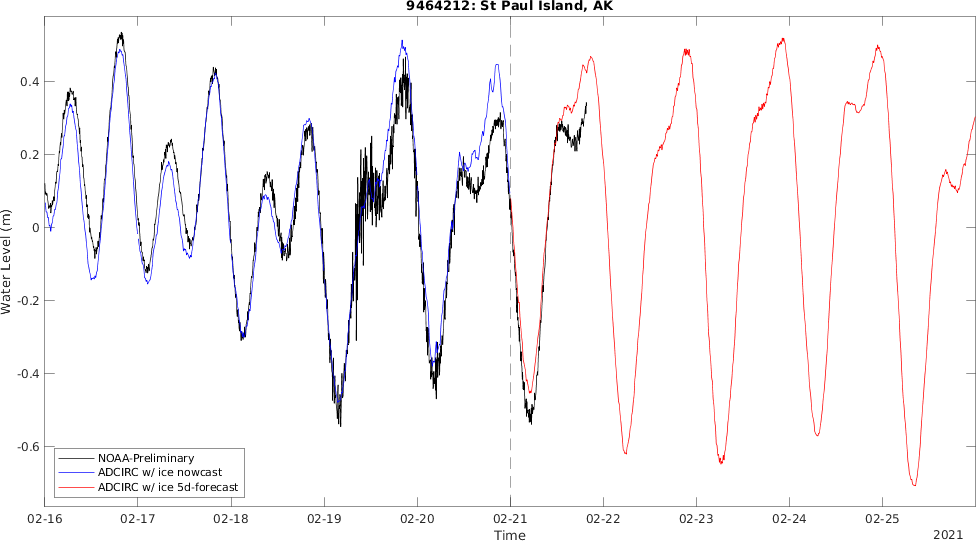 9464212: St Paul Island, AK
Water Level (m)
0.4
0.2
0
-0.2
-0.4
-0.6
NOAA-Preliminary
ADCIRC w/ ice nowcast
ADCIRC w/ ice 5d-forecast
02-16 02-17 02-18 02-19 02-20 02-21 02-22 02-23 02-24 02-25
Time
2021